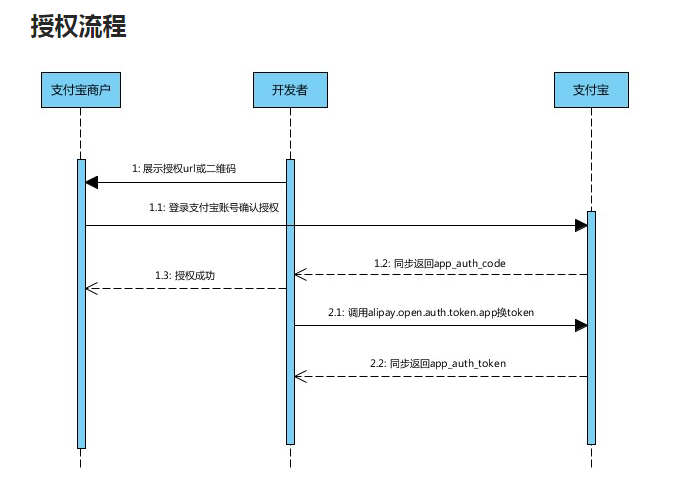 授权流程
支付宝商户
开发者
支付宝
1: 展示授权url或二维码
1.1: 登录支付宝账号确认授权
1.2: 同步返回app_auth_code
1.3: 授权成功
2.1: 调用alipay.open.auth.token.app换token
2.2: 同步返回app_auth_token